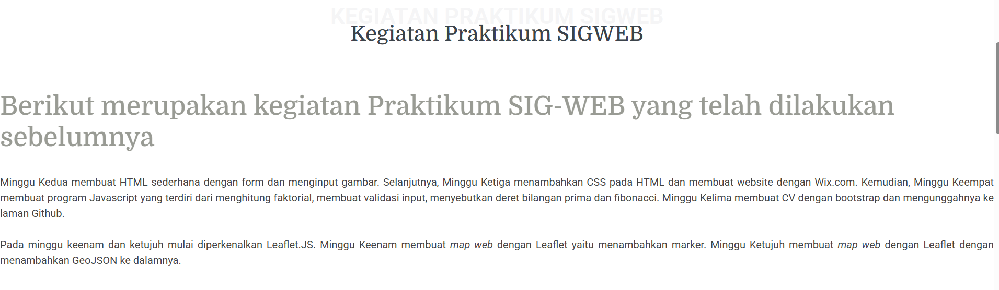 KEGIATAN PRAKTIKUM SIGWEB
Kegiatan Praktikum SIGWEB
Berikut merupakan kegiatan Praktikum SIG-WEB yang telah dilakukan
sebelumnya
Minggu Kedua membuat HTML sederhana dengan form dan menginput gambar. Selanjutnya, Minggu Ketiga menambahkan CSS pada HTML dan membuat website dengan Wix.com. Kemudian, Minggu Keempat
membuat program Javascript yang terdiri dari menghitung faktorial, membuat validasi input, menyebutkan deret bilangan prima dan fibonacci. Minggu Kelima membuat CV dengan bootstrap dan mengunggahnya ke
laman Github.
Pada minggu keenam dan ketujuh mulai diperkenalkan Leaflet.JS. Minggu Keenam membuat map web dengan Leaflet yaitu menambahkan marker. Minggu Ketujuh membuat map web dengan Leaflet dengan
menambahkan GeoJSON ke dalamnya.